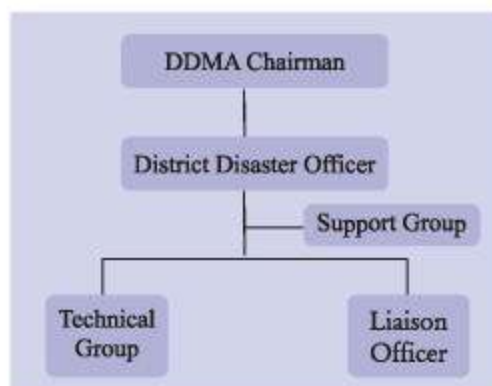 DDMA Chairman
District Disaster Officer
Support Group
Technical
Group
Liaison
Officer